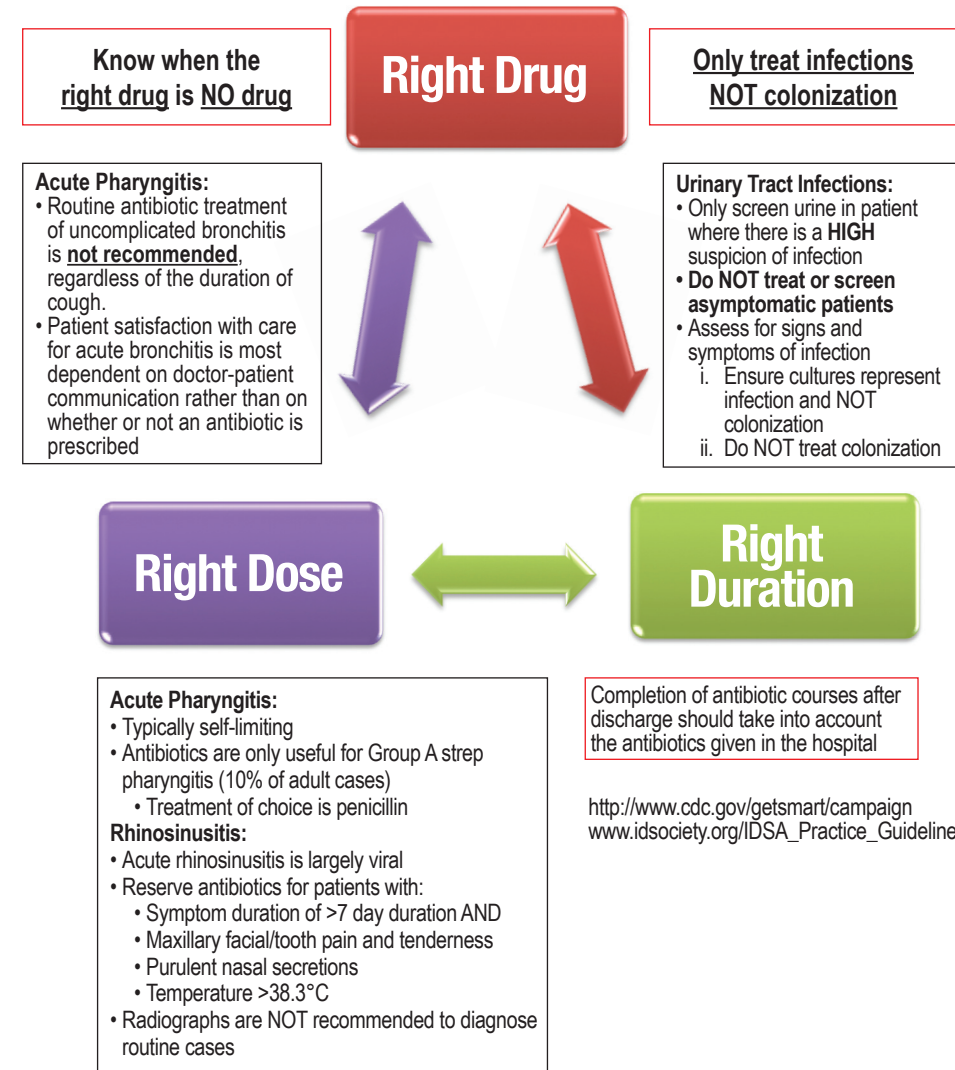 Know when the
right drug is NO drug
Right Drug
Only treat infections
NOT colonization
Acute Pharyngitis:
• Routine antibiotic treatment
of uncomplicated bronchitis
is not recommended,
regardless of the duration of
cough.
• Patient satisfaction with care
for acute bronchitis is most
dependent on doctor-patient
communication rather than on
whether or not an antibiotic is
prescribed
Urinary Tract Infections:
• Only screen urine in patient
where there is a HIGH
suspicion of infection
• Do NOT treat or screen
asymptomatic patients
• Assess for signs and
symptoms of infection
i. Ensure cultures represent
infection and NOT
colonization
ii. Do NOT treat colonization
Right Dose
Right
Duration
Acute Pharyngitis:
• Typically self-limiting
• Antibiotics are only useful for Group A strep
pharyngitis (10% of adult cases)
• Treatment of choice is penicillin
Rhinosinusitis:
• Acute rhinosinusitis is largely viral
• Reserve antibiotics for patients with:
• Symptom duration of >7 day duration AND
• Maxillary facial/tooth pain and tenderness
• Purulent nasal secretions
• Temperature >38.3°C
• Radiographs are NOT recommended to diagnose
routine cases
Completion of antibiotic courses after
discharge should take into account
the antibiotics given in the hospital
http://www.cdc.gov/getsmart/campaign
www.idsociety.org/IDSA_Practice_Guideline